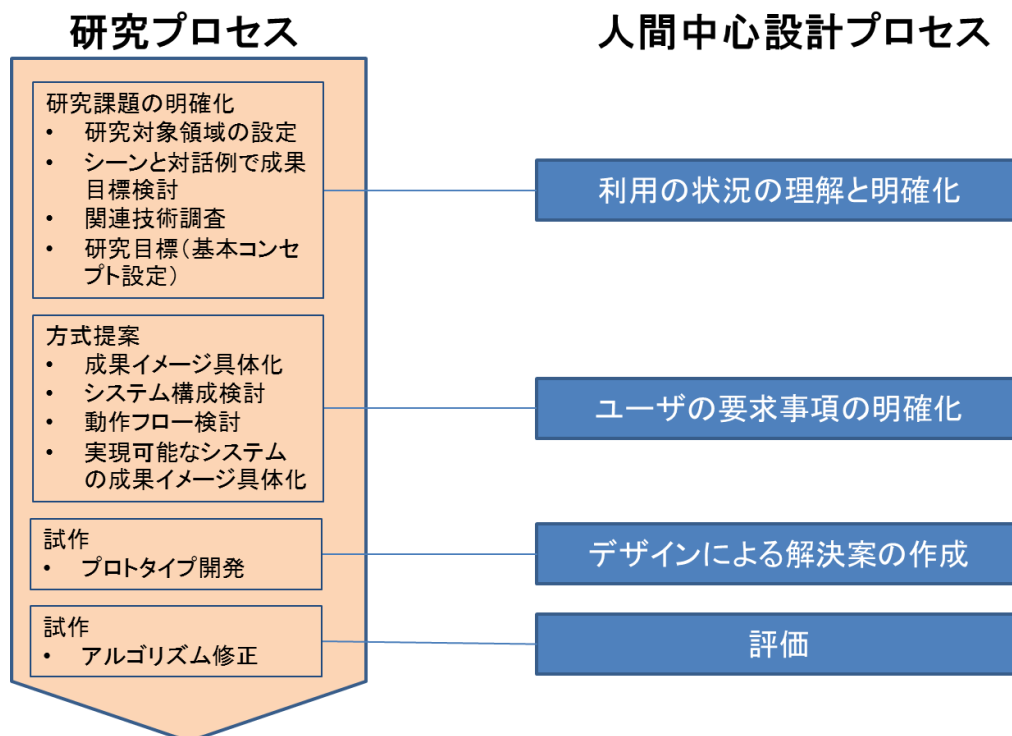 研究プロセス
人間中心設計プロセス
研究課題の明確化
• 研究対象領域の設定
• シーンと対話例で成果
目標検討
• 関連技術調査
• 研究目標(基本コンセ
プト設定)
利用の状況の理解と明確化
方式提案
• 成果イメージ具体化
• システム構成検討
• 動作フロー検討
• 実現可能なシステム
の成果イメージ具体化
ユーザの要求事項の明確化
試作
• プロトタイプ開発
デザインによる解決案の作成
試作
• アルゴリズム修正
評価